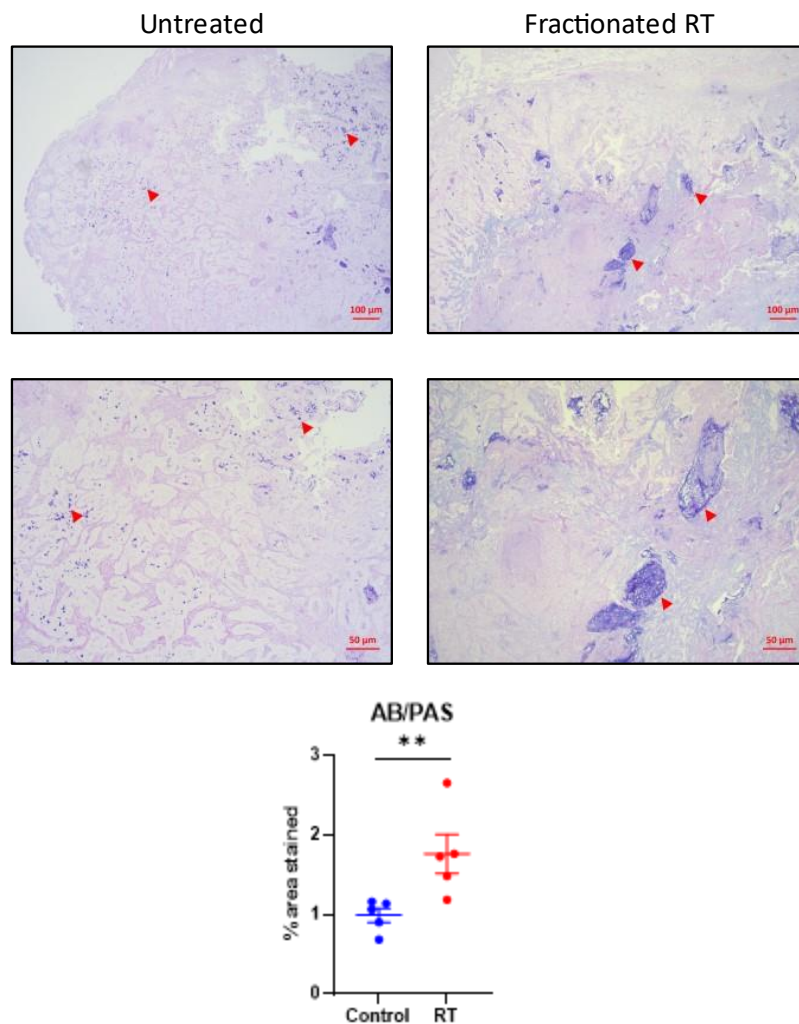 Untreated
Fractionated RT
100 µm
100 µm
50 µm
50 µm
AB/PAS
**
% area stained
3
2
1
0
Control
RT